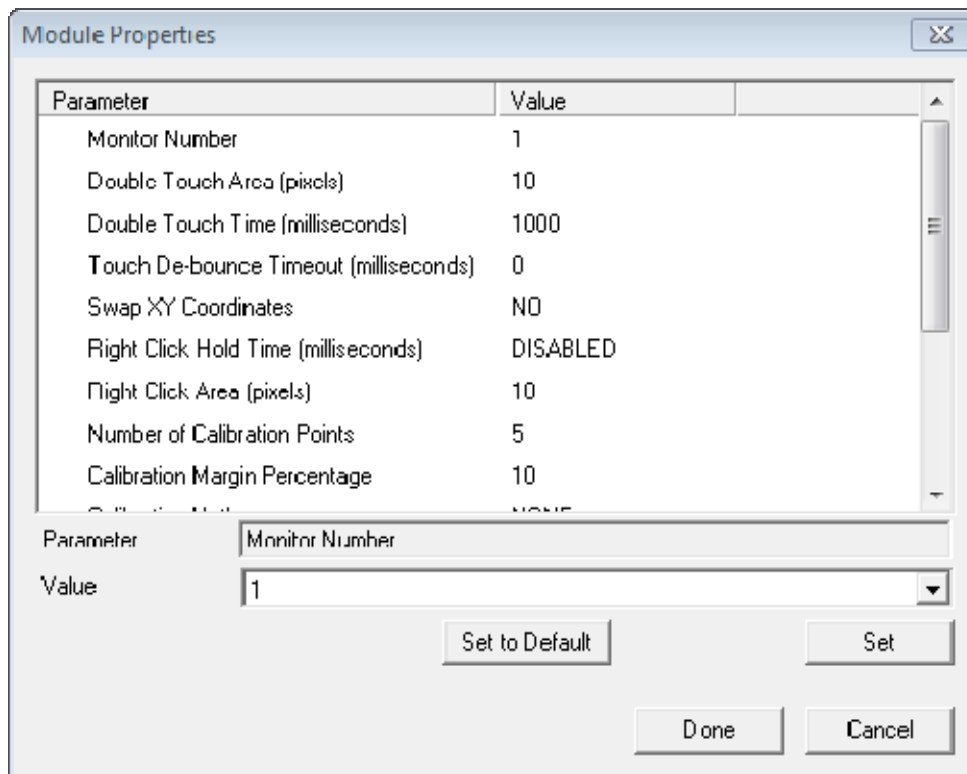 Module Properties
Parameter Value
Monitor Number 1
Double Touch Area (pixels) 10
Double Touch Time (milliseconds) 1000
Touch De-bounce Timeout (milliseconds) 0
Swap XY Coordinates NO
Right Click Hold Time (milliseconds) DISABLED
Right Click Area (pixels) 10
Number of Calibration Points 5
Calibration Margin Percentage 10
Parameter Monitor Number
Value 1
Set to Default Set
Done Cancel